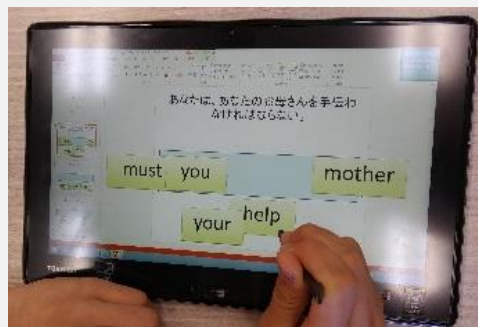 あなたは、あなたのお母さんを手伝わ
なければならない」
must you mother
your help
TOSHIBA